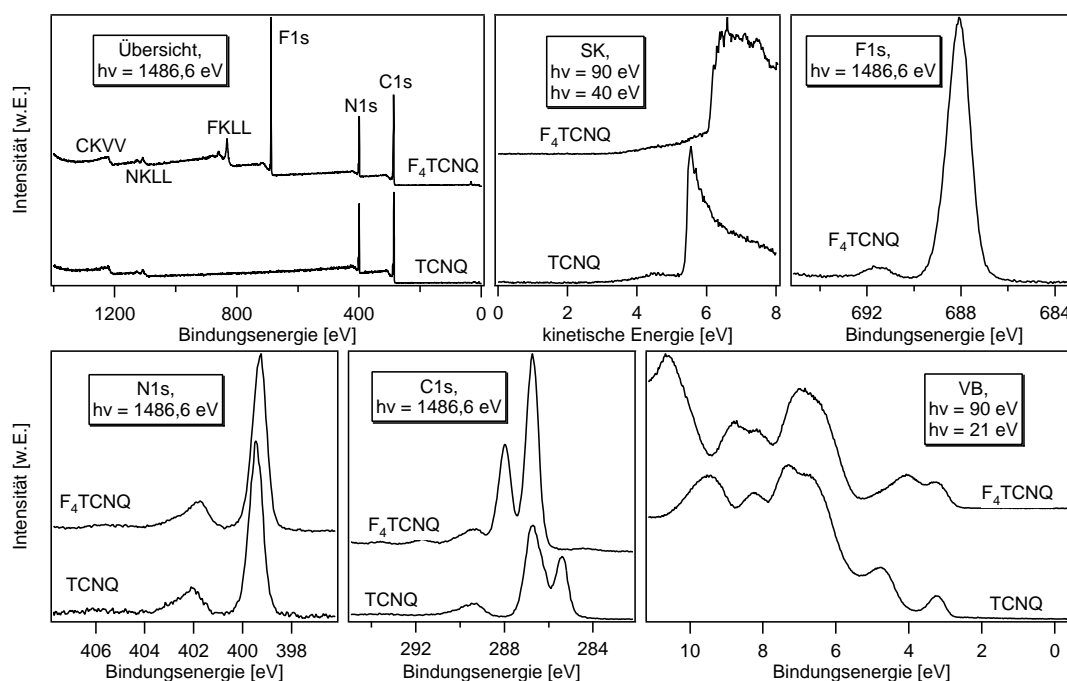 Intensität [w.E.]
Übersicht,
hν = 1486,6 eV
F1s
C1s
N1s
FKLL
CKVV
NKLL
F4TCNQ
TCNQ
1200 800 400 0
Bindungsenergie [eV]
SK,
hν = 90 eV
hν = 40 eV
F4TCNQ
TCNQ
0 2 4 6 8
kinetische Energie [eV]
F1s,
hν = 1486,6 eV
F4TCNQ
692 688 684
Bindungsenergie [eV]
Intensität [w.E.]
N1s,
hν = 1486,6 eV
F4TCNQ
TCNQ
406 404 402 400 398
Bindungsenergie [eV]
C1s,
hν = 1486,6 eV
F4TCNQ
TCNQ
292 288 284
Bindungsenergie [eV]
VB,
hν = 90 eV
hν = 21 eV
F4TCNQ
TCNQ
10 8 6 4 2 0
Bindungsenergie [eV]